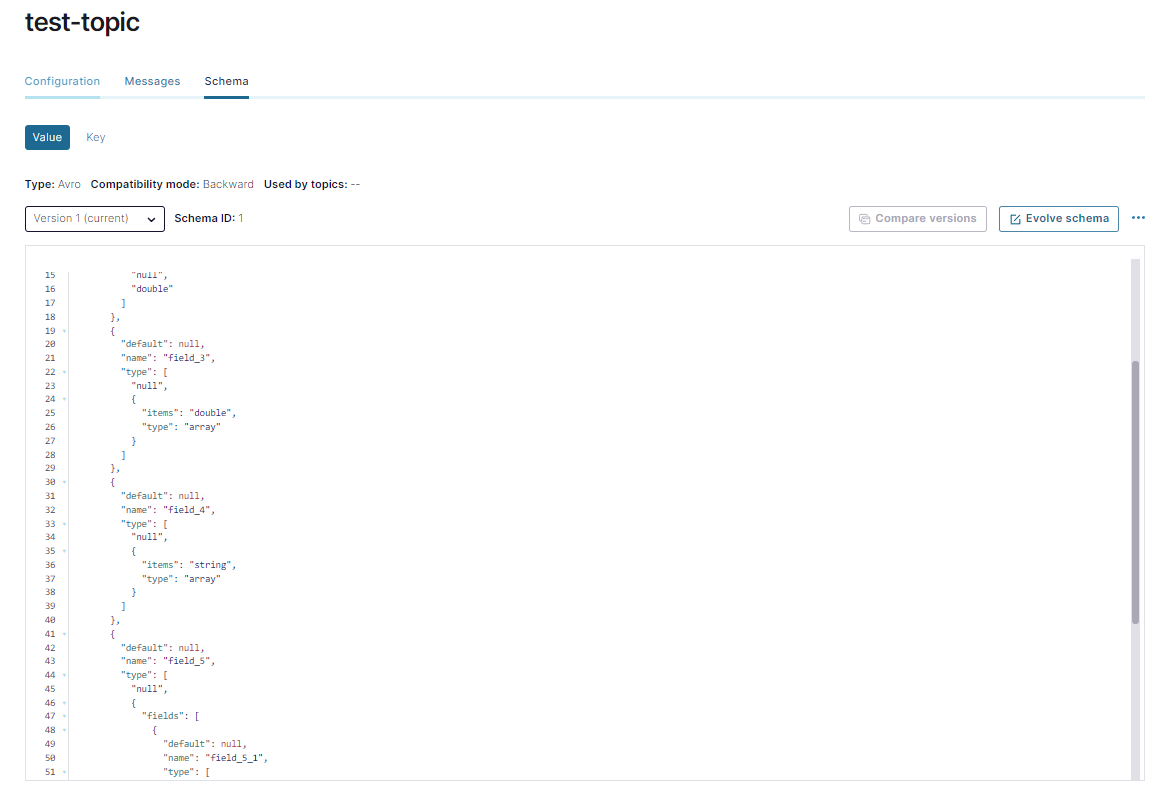 test-topic
Configuration Messages Schema
Value Key
Type: Avro Compatibility mode: Backward Used by topics: --
Version 1 (current) Schema ID: 1 Compare versions Evolve schema ...
15 "null",
16 "double"
17 ]
18 },
19 {
20 "default": null,
21 "name": "field_3",
22 "type": [
23 "null",
24 {
25 "items": "double",
26 "type": "array"
27 }
28 ]
29 },
30 {
31 "default": null,
32 "name": "field_4",
33 "type": [
34 "null",
35 {
36 "items": "string",
37 "type": "array"
38 }
39 ]
40 },
41 {
42 "default": null,
43 "name": "field_5",
44 "type": [
45 "null",
46 {
47 "fields": [
48 {
49 "default": null,
50 "name": "field_5_1",
51 "type": [